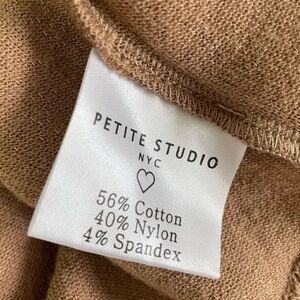 PETITE STUDIO
NYC
♡
56% Cotton
40% Nylon
4% Spandex